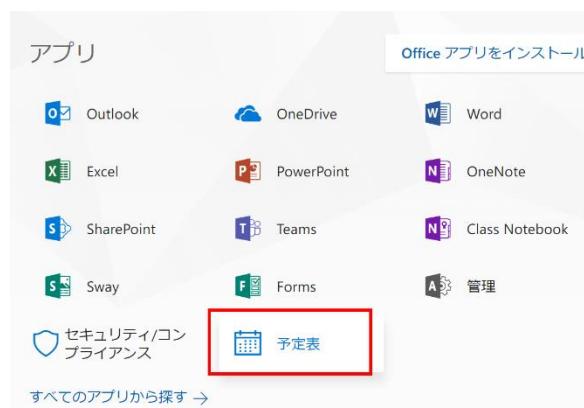 アプリ
Office アプリをインストール
Outlook
OneDrive
Word
Excel
PowerPoint
OneNote
SharePoint
Teams
Class Notebook
Sway
Forms
管理
セキュリティ/コン
プライアンス
予定表
すべてのアプリから探す →